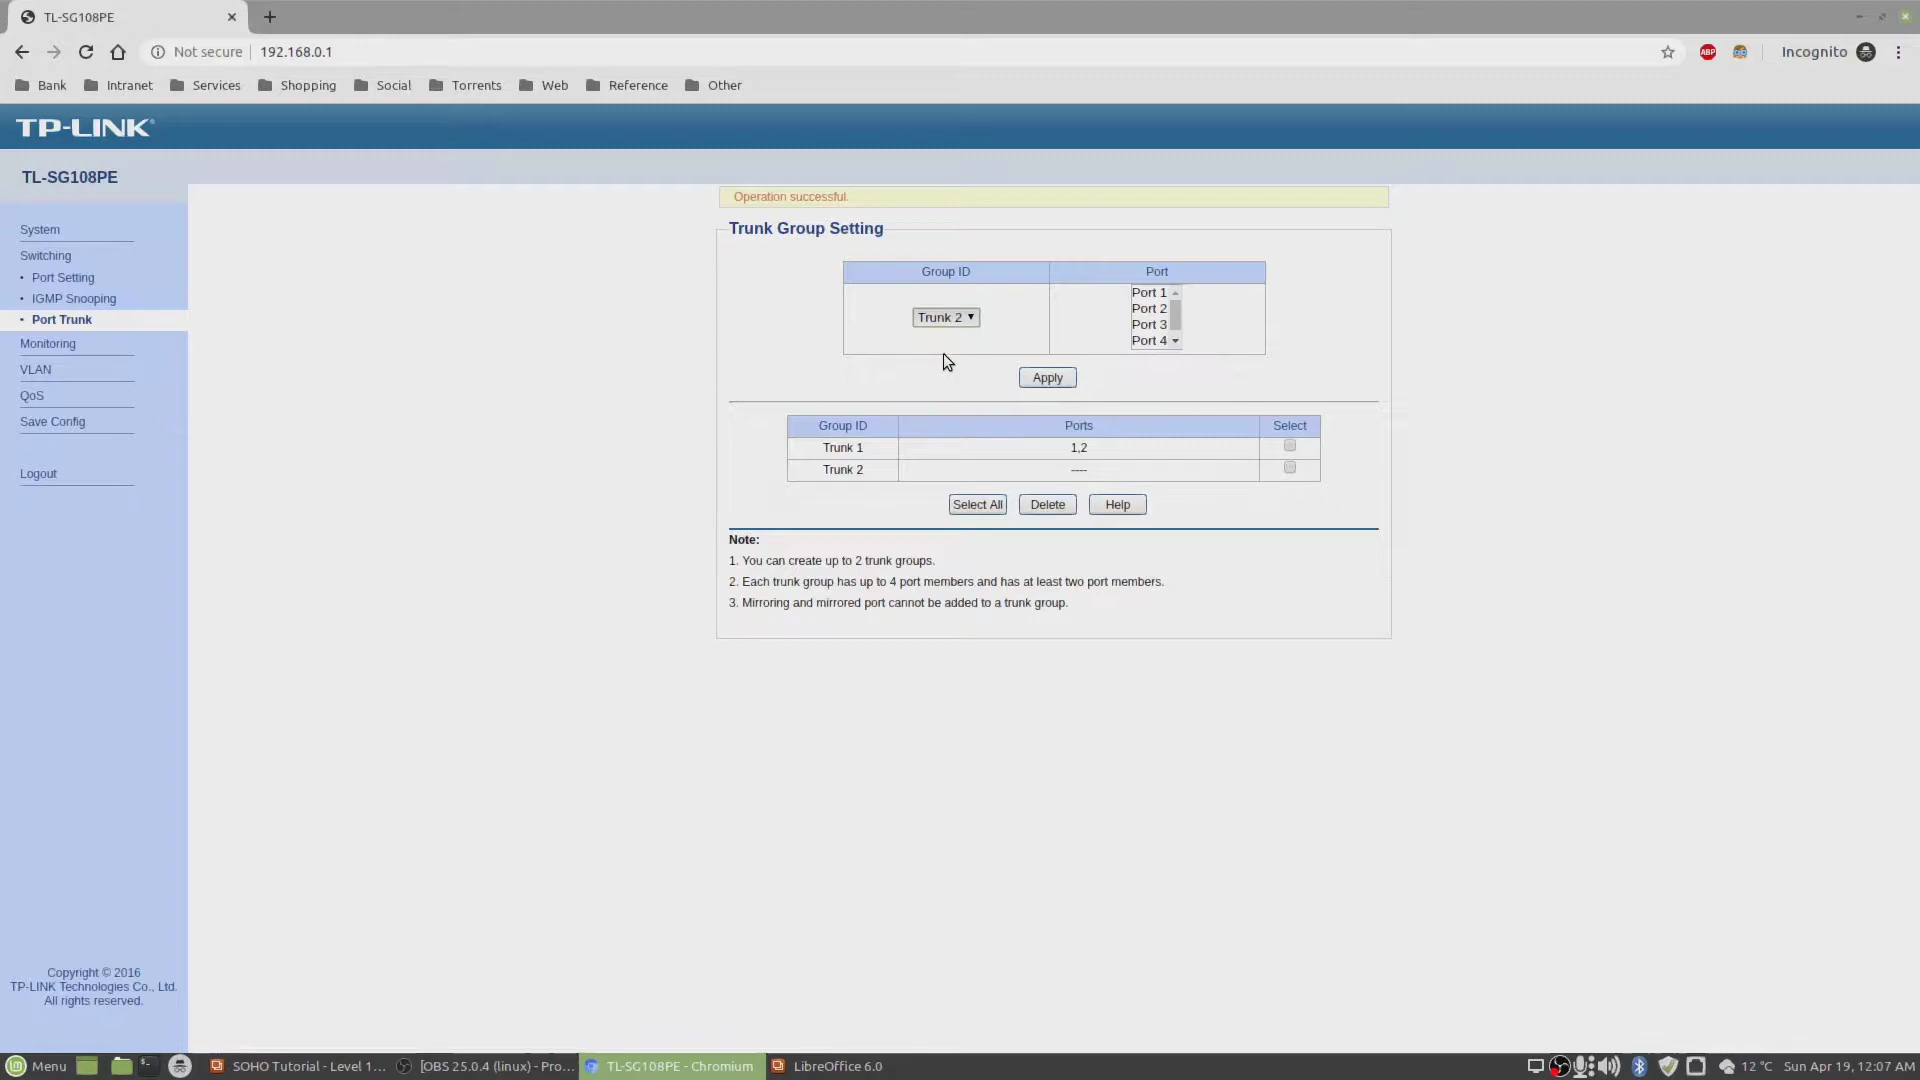 TL-SG108PE
Not secure
192.168.0.1
ABP
Incognito
Bank
Intranet
Services
Shopping
Social
Torrents
Web
Reference
Other
TP-LINK®
TL-SG108PE
System
Switching
• Port Setting
• IGMP Snooping
• Port Trunk
Monitoring
VLAN
QoS
Save Config
Logout
Copyright © 2016
TP-LINK Technologies Co., Ltd.
All rights reserved.
Operation successful.
Trunk Group Setting
Group ID Port
Trunk 2
Port 1
Port 2
Port 3
Port 4
Apply
Group ID Ports Select
Trunk 1 1,2
Trunk 2 ----
Select All Delete Help
Note:
1. You can create up to 2 trunk groups.
2. Each trunk group has up to 4 port members and has at least two port members.
3. Mirroring and mirrored port cannot be added to a trunk group.
Menu
SOHO Tutorial - Level 1...
[OBS 25.0.4 (linux) - Pro...
TL-SG108PE - Chromium
LibreOffice 6.0
12 °C
Sun Apr 19, 12:07 AM